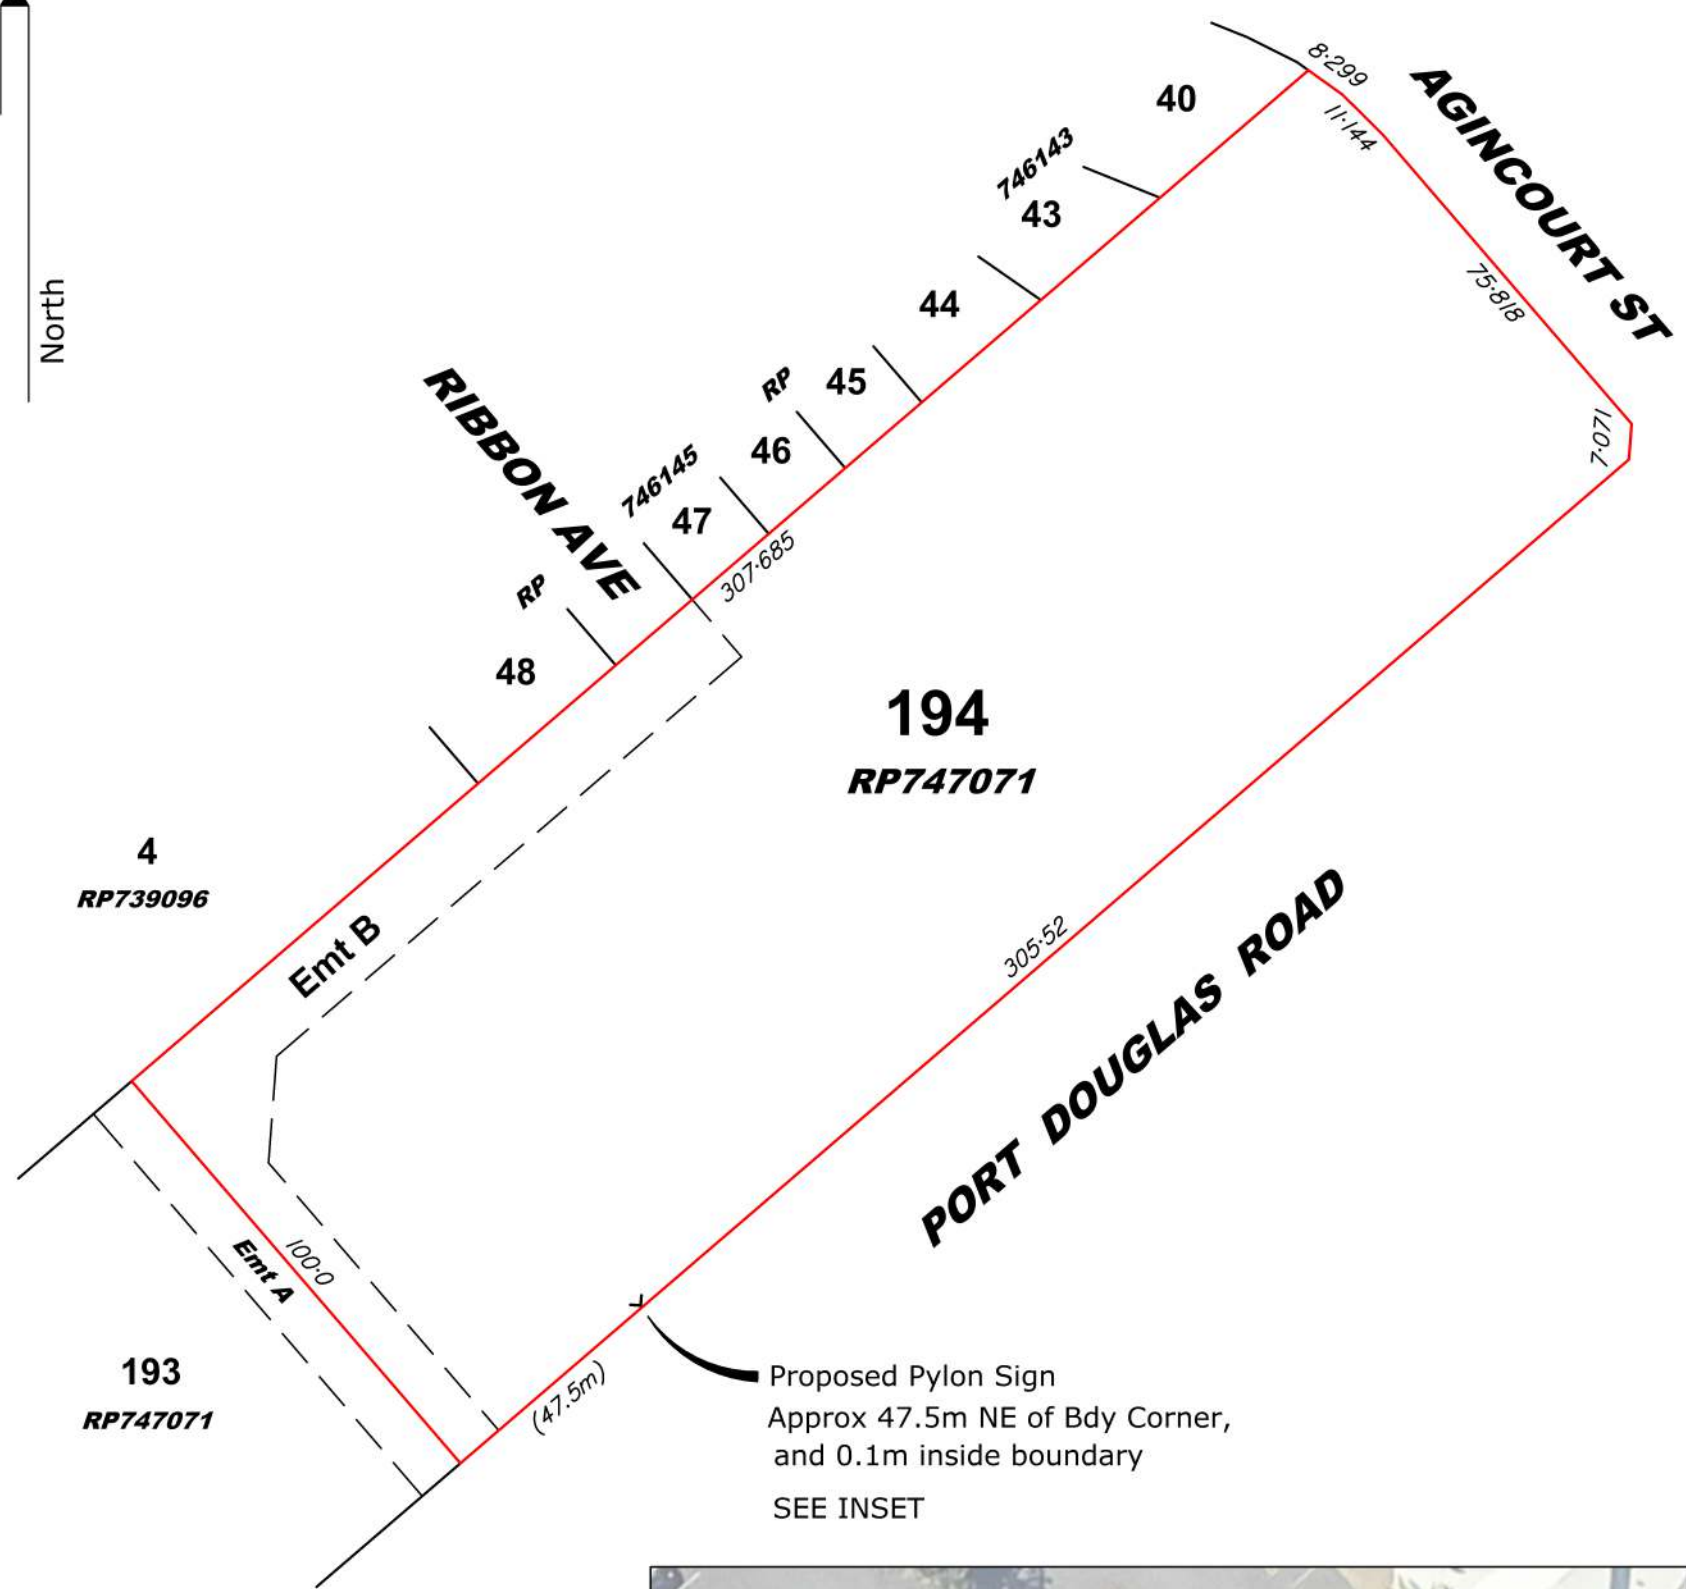 North
8·299
AGINCOURT ST
11·144
40
746143
43
75·818
44
RIBBON AVE
RP
45
7·071
46
746145
47
307·685
RP
48
194
RP747071
4
RP739096
Emt B
305·52
PORT DOUGLAS ROAD
100·0
Emt A
193
RP747071
(47.5m)
Proposed Pylon Sign
Approx 47.5m NE of Bdy Corner,
and 0.1m inside boundary
SEE INSET